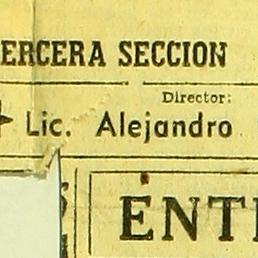 ERCERA SECCION
Director:
Lic. Alejandro
ENT